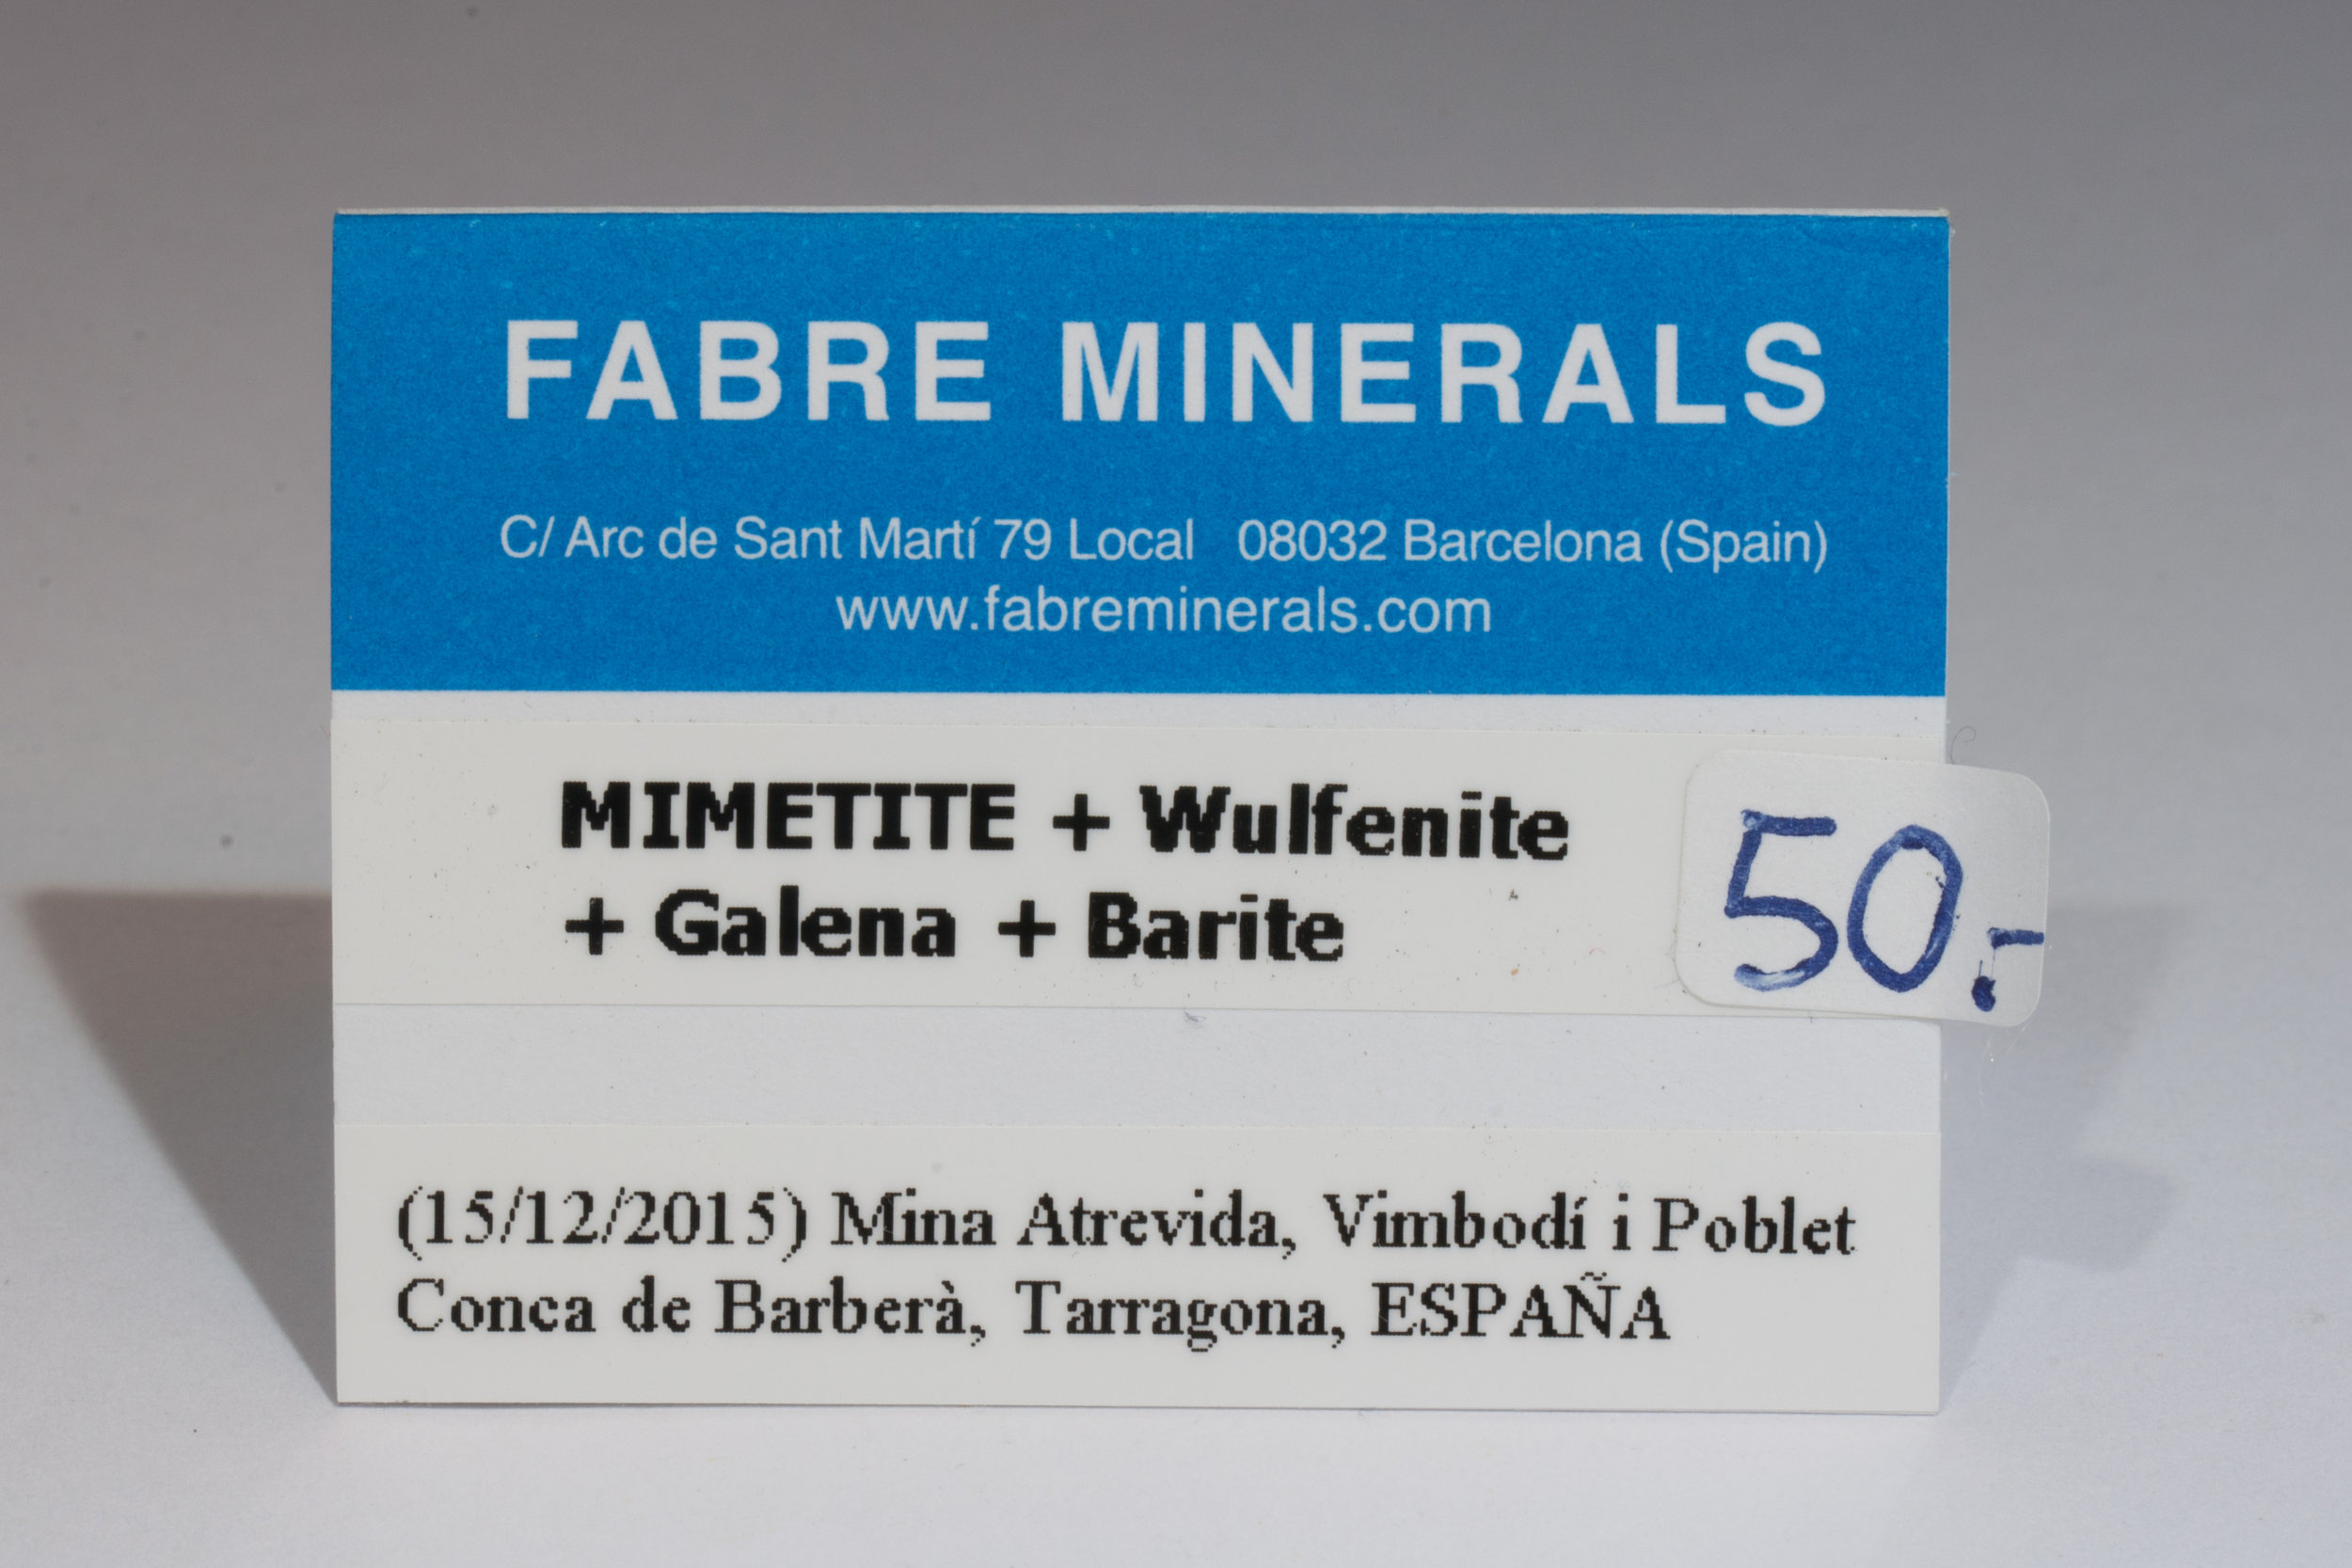 FABRE MINERALS
C/ Arc de Sant Martí 79 Local 08032 Barcelona (Spain)
www.fabreminerals.com
MIMETITE + Wulfenite
+ Galena + Barite
50.-
(15/12/2015) Mina Atrevida, Vimbodí i Poblet
Conca de Barberà, Tarragona, ESPAÑA